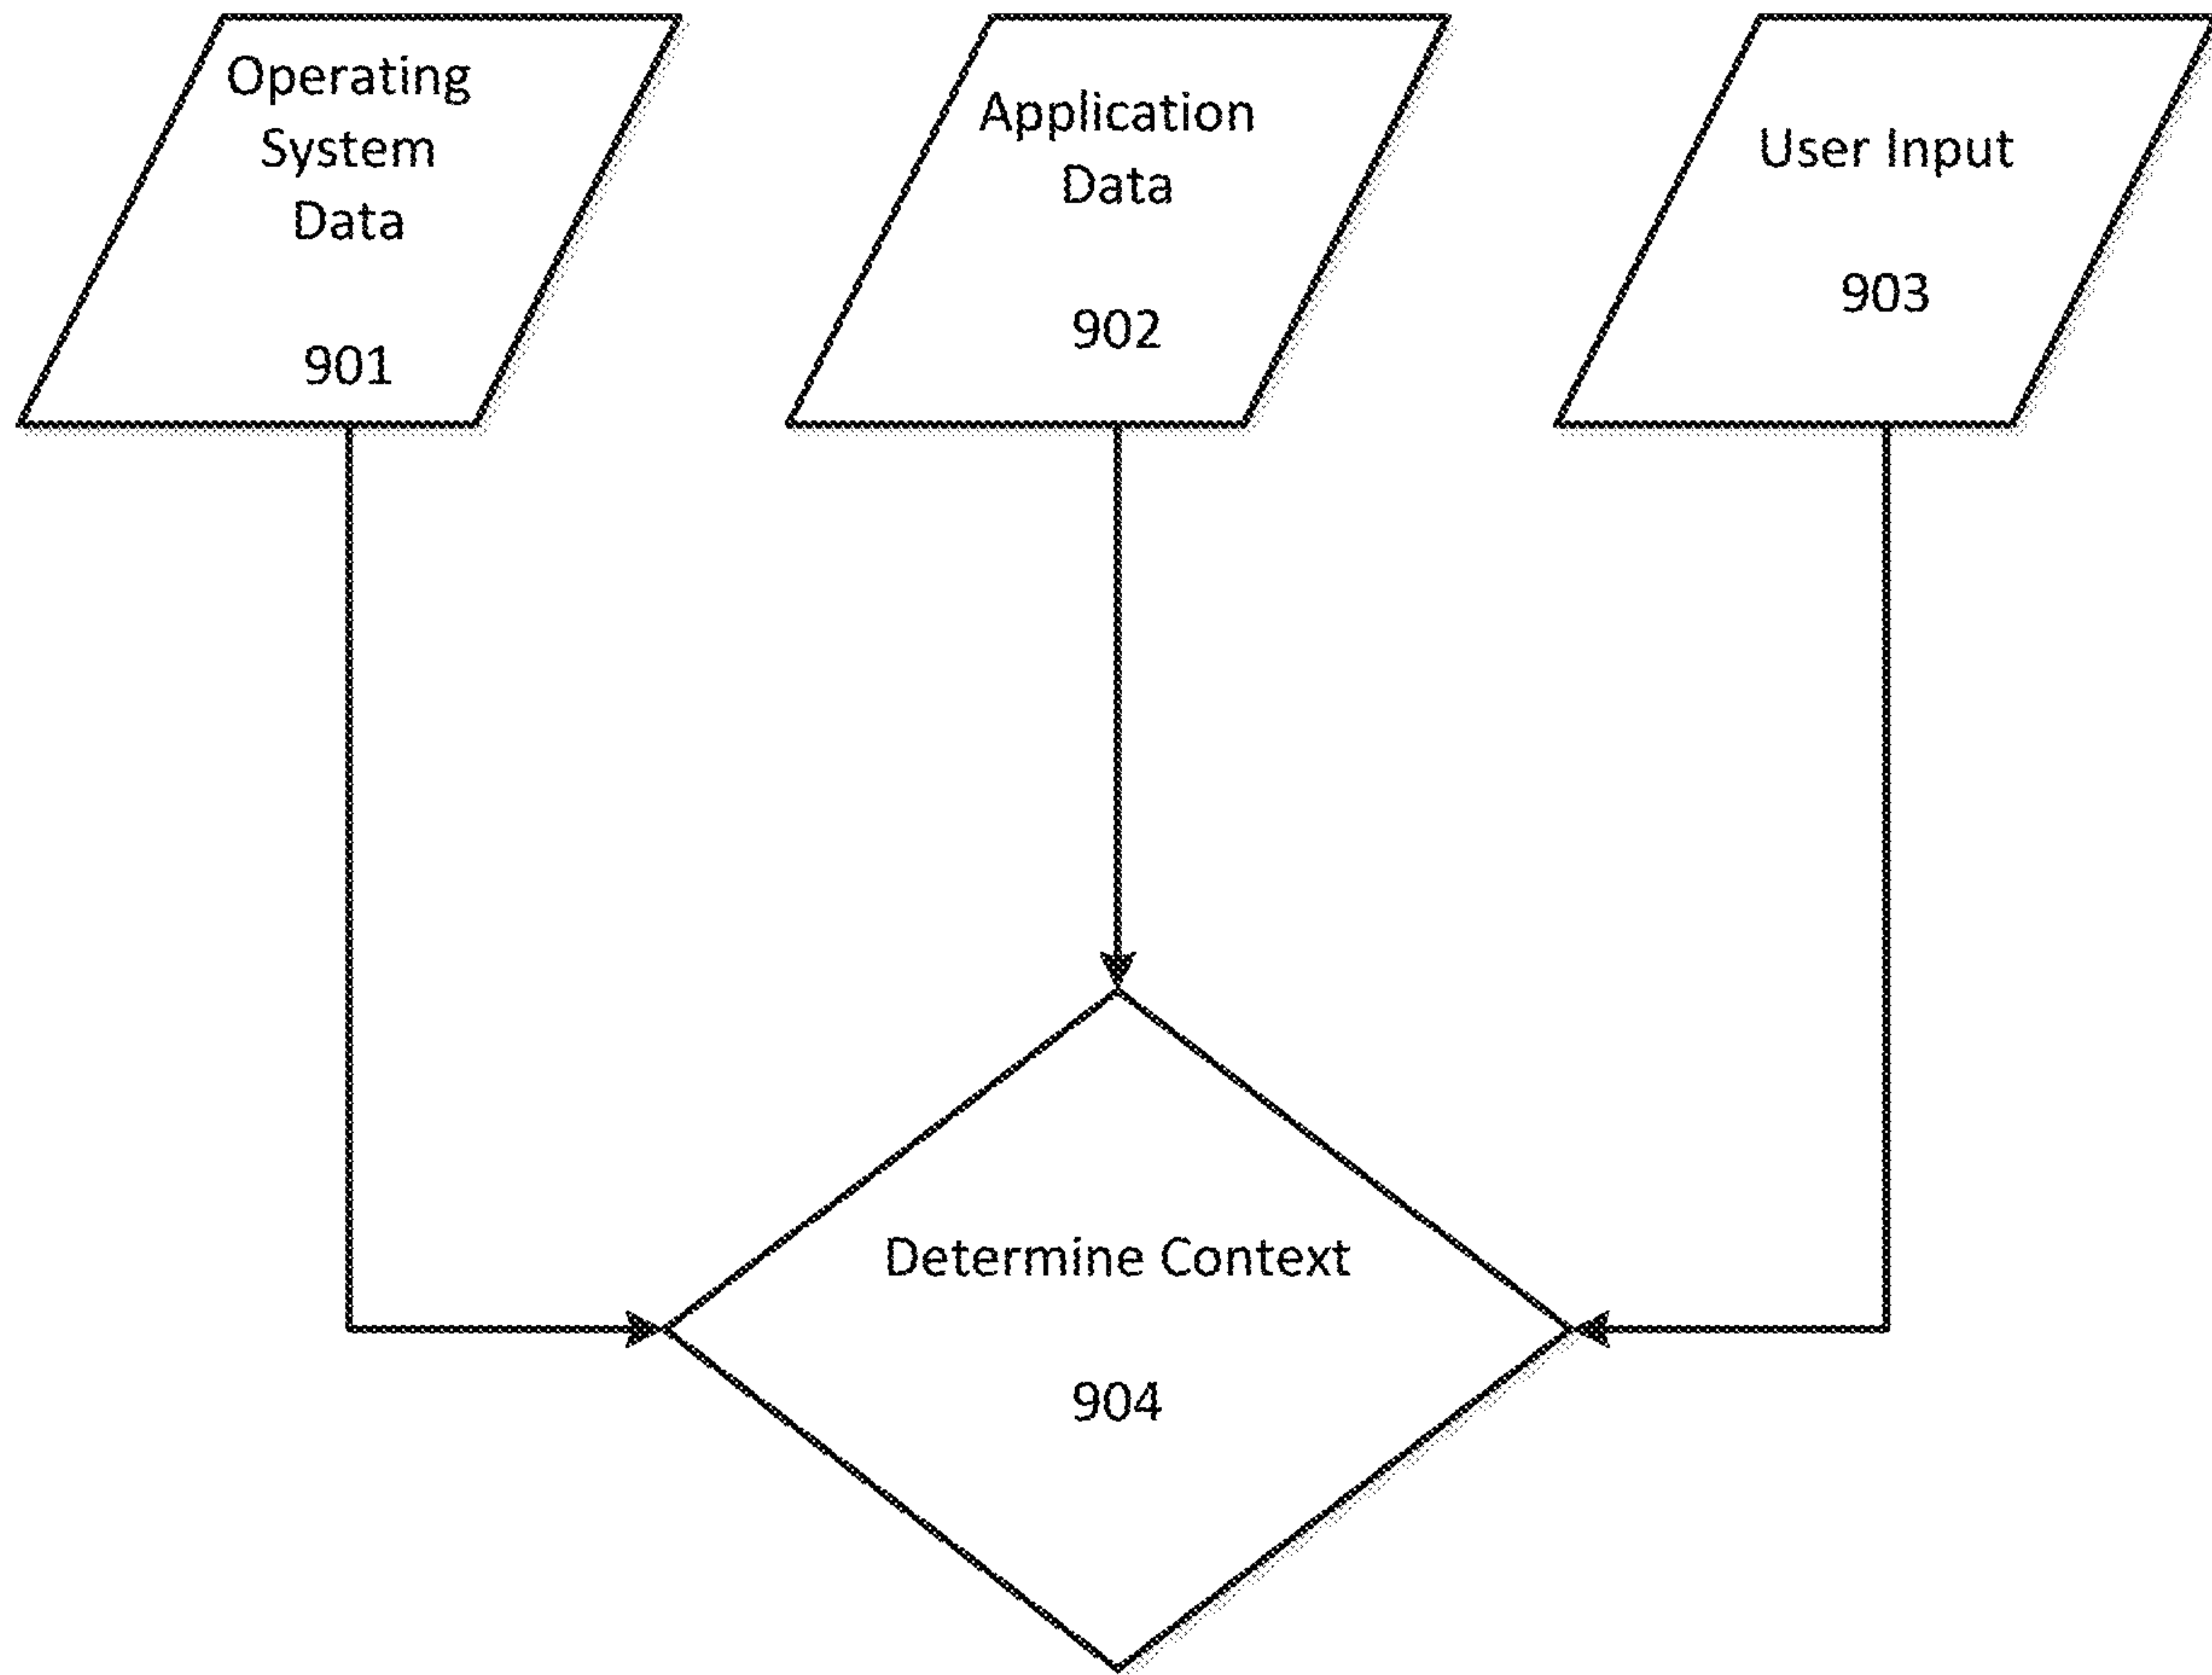 Operating
System
Data
901
Application
Data
902
User Input
903
Determine Context
904